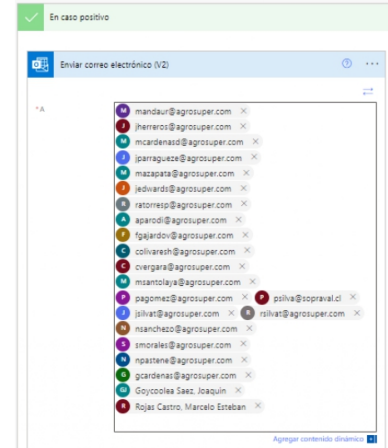 En caso positivo
Enviar correo electrónico (V2)
* A
M mandaur@agrosuper.com ×
J jherreros@agrosuper.com ×
M mcardenasd@agrosuper.com ×
J jparragueze@agrosuper.com ×
M mazapata@agrosuper.com ×
J jedwards@agrosuper.com ×
R ratorresp@agrosuper.com ×
A aparodi@agrosuper.com ×
F fgajardov@agrosuper.com ×
C colivaresh@agrosuper.com ×
C cvergara@agrosuper.com ×
M msantolaya@agrosuper.com ×
P pagomez@agrosuper.com × P psilva@sopraval.cl ×
J jsilvat@agrosuper.com × R rsilvat@agrosuper.com ×
N nsanchezo@agrosuper.com ×
S smorales@agrosuper.com ×
N npastene@agrosuper.com ×
G gcardenas@agrosuper.com ×
GJ Goycoolea Saez, Joaquin ×
R Rojas Castro, Marcelo Esteban ×
Agregar contenido dinámico